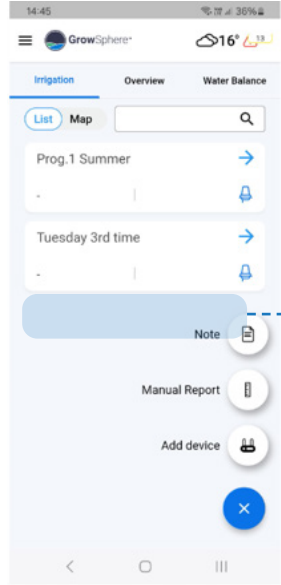 14:45 36%
GrowSphere 16° 13
Irrigation Overview Water Balance
List Map
Prog.1 Summer
-
Tuesday 3rd time
-
Note
Manual Report
Add device